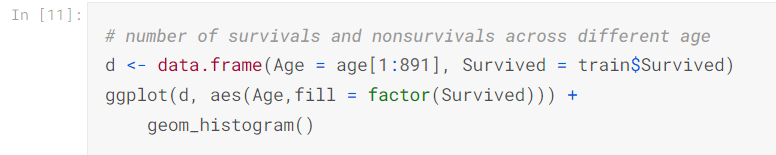 In [11]:
# number of survivals and nonsurvivals across different age
d <- data.frame(Age = age[1:891], Survived = train$Survived)
ggplot(d, aes(Age,fill = factor(Survived))) +
    geom_histogram()